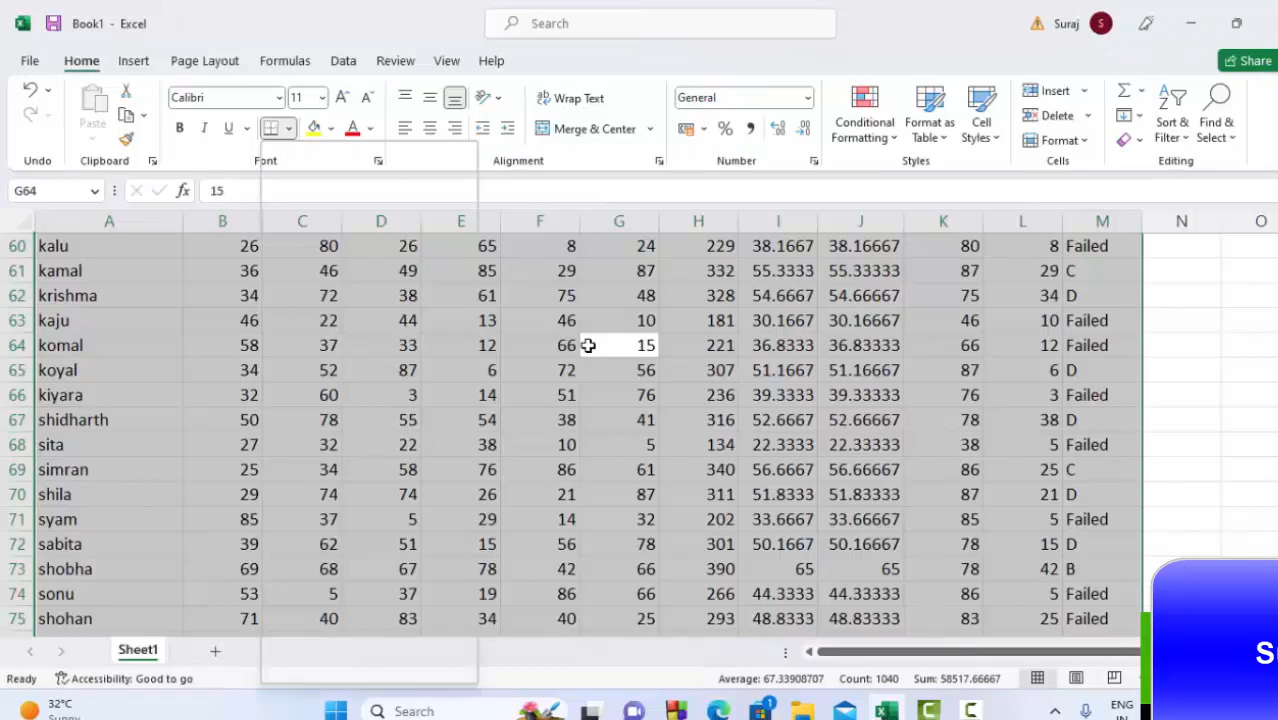 Book1 - Excel
Search
Suraj S
File Home Insert Page Layout Formulas Data Review View Help
Share
Calibri 11
Wrap Text
General
Insert
Paste
B I U
Merge & Center
Conditional Formatting
Format as Table
Cell Styles
Delete
Format
Sort & Filter
Find & Select
Undo Clipboard Font Alignment Number Styles Cells Editing
G64 fx 15
A B C D E F G H I J K L M N O
60 kalu 26 80 26 65 8 24 229 38.1667 38.16667 80 8 Failed
61 kamal 36 46 49 85 29 87 332 55.3333 55.33333 87 29 C
62 krishma 34 72 38 61 75 48 328 54.6667 54.66667 75 34 D
63 kaju 46 22 44 13 46 10 181 30.1667 30.16667 46 10 Failed
64 komal 58 37 33 12 66 15 221 36.8333 36.83333 66 12 Failed
65 koyal 34 52 87 6 72 56 307 51.1667 51.16667 87 6 D
66 kiyara 32 60 3 14 51 76 236 39.3333 39.33333 76 3 Failed
67 shidharth 50 78 55 54 38 41 316 52.6667 52.66667 78 38 D
68 sita 27 32 22 38 10 5 134 22.3333 22.33333 38 5 Failed
69 simran 25 34 58 76 86 61 340 56.6667 56.66667 86 25 C
70 shila 29 74 74 26 21 87 311 51.8333 51.83333 87 21 D
71 syam 85 37 5 29 14 32 202 33.6667 33.66667 85 5 Failed
72 sabita 39 62 51 15 56 78 301 50.1667 50.16667 78 15 D
73 shobha 69 68 67 78 42 66 390 65 65 78 42 B
74 sonu 53 5 37 19 86 66 266 44.3333 44.33333 86 5 Failed
75 shohan 71 40 83 34 40 25 293 48.8333 48.83333 83 25 Failed
Sheet1
Ready Accessibility: Good to go Average: 67.33908707 Count: 1040 Sum: 58517.66667
32°C
Sunny
Search
ENG
IN